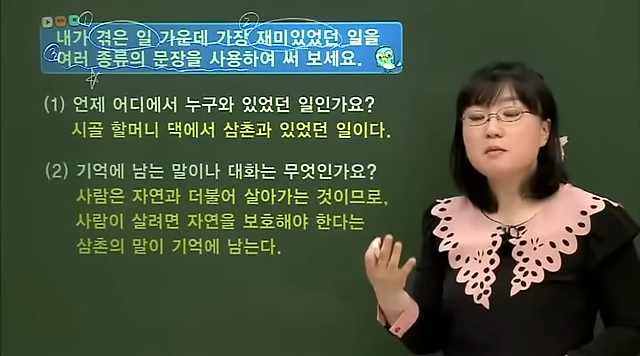 내가 겪은 일 가운데 가장 재미있었던 일을
여러 종류의 문장을 사용하여 써 보세요.
(1) 언제 어디에서 누구와 있었던 일인가요?
시골 할머니 댁에서 삼촌과 있었던 일이다.
(2) 기억에 남는 말이나 대화는 무엇인가요?
사람은 자연과 더불어 살아가는 것이므로,
사람이 살려면 자연을 보호해야 한다는
삼촌의 말이 기억에 남는다.